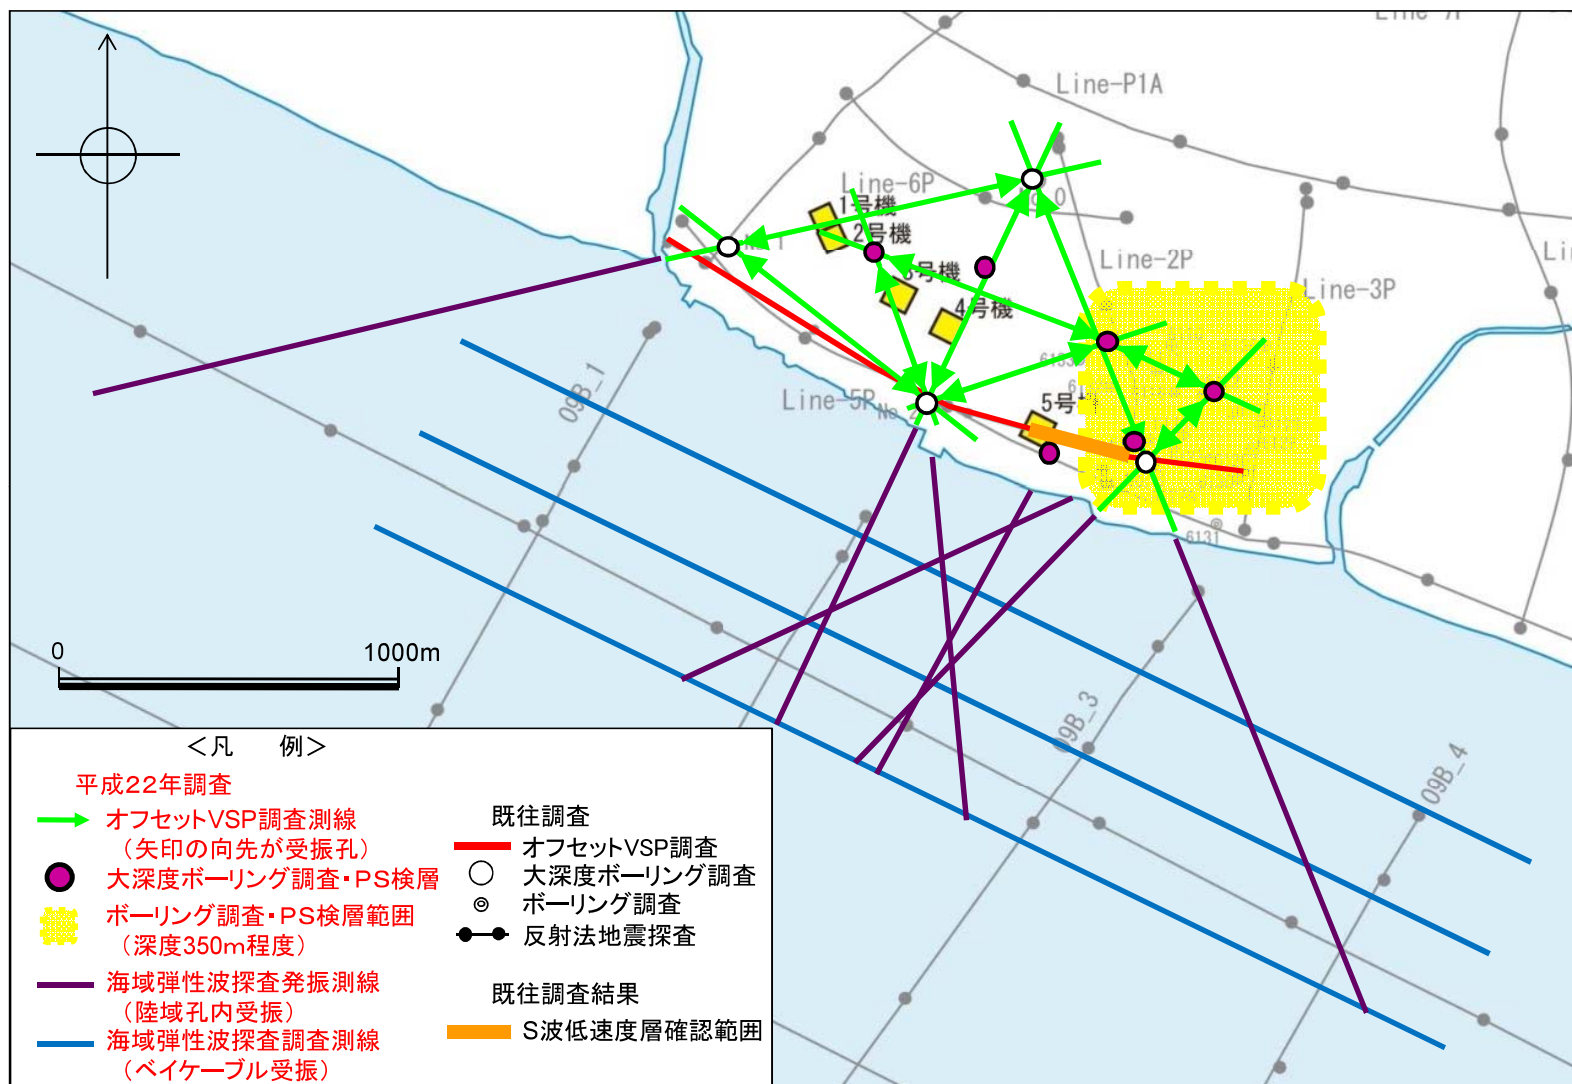 Line-P1A
Line-6P
1号機
2号機
3号機
4号機
Line-2P
Line-3P
Line-5P
No. 2
5号
6131
09B_1
09B_3
09B_4
0
1000m
＜凡　例＞
平成22年調査
オフセットVSP調査測線
（矢印の向先が受振孔）
大深度ボーリング調査・PS検層
ボーリング調査・PS検層範囲
（深度350m程度）
海域弾性波探査発振測線
（陸域孔内受振）
海域弾性波探査調査測線
（ベイケーブル受振）
既往調査
オフセットVSP調査
大深度ボーリング調査
ボーリング調査
反射法地震探査
既往調査結果
S波低速度層確認範囲